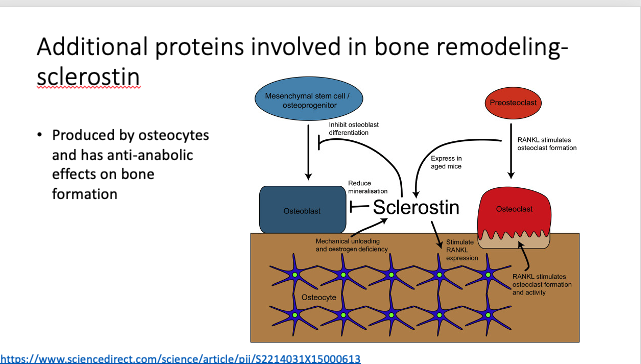 Additional proteins involved in bone remodeling-
sclerostin
• Produced by osteocytes
and has anti-anabolic
effects on bone
formation
Mesenchymal stem cell /
osteoprogenitor
Preosteoclast
Inhibit osteoblast
differentiation
RANKL stimulates
osteoclast formation
Express in
aged mice
Reduce
mineralisation
Sclerostin
Osteoblast
Osteoclast
Mechanical unloading
and oestrogen deficiency
Stimulate
RANKL
expression
RANKL stimulates
osteoclast formation
and activity
Osteocyte
https://www.sciencedirect.com/science/article/pii/S2214031X15000613